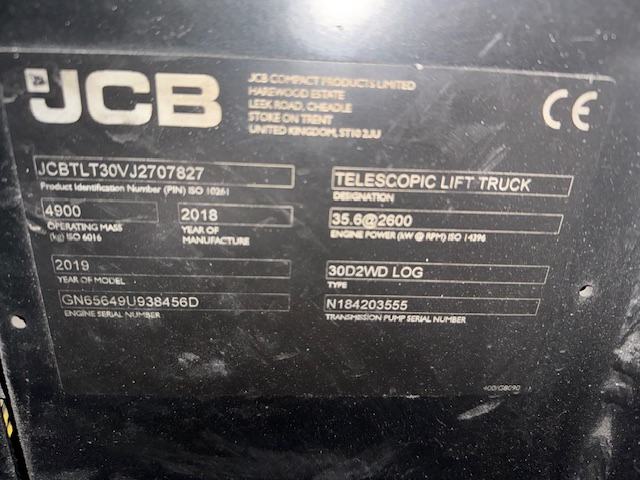 JCB
JCB COMPACT PRODUCTS LIMITED
HAREWOOD ESTATE
LEEK ROAD, CHEADLE
STOKE ON TRENT
UNITED KINGDOM, ST10 2JU
CE
JCBTLT30VJ2707827
Product Identification Number (PIN) ISO 10261
TELESCOPIC LIFT TRUCK
DESIGNATION
4900
OPERATING MASS
(kg) ISO 6016
2018
YEAR OF
MANUFACTURE
35.6@2600
ENGINE POWER (kW @ RPM) ISO 14396
2019
YEAR OF MODEL
30D2WD LOG
TYPE
GN65649U938456D
ENGINE SERIAL NUMBER
N184203555
TRANSMISSION PUMP SERIAL NUMBER
400/G8090